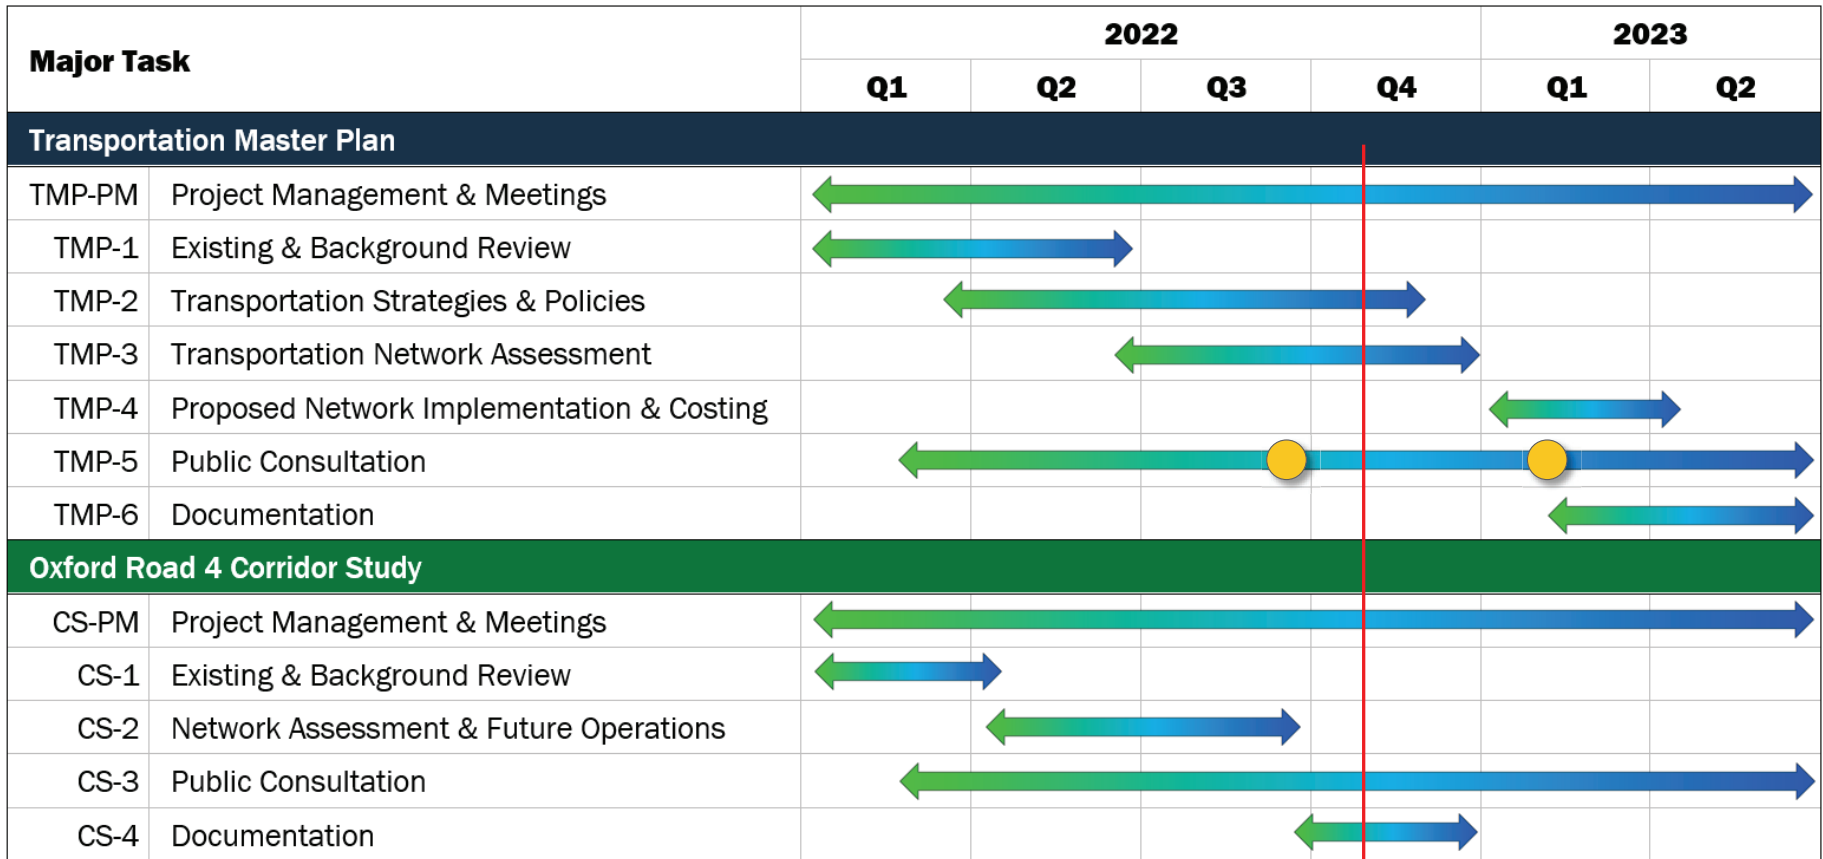 Major Task
2022
2023
Q1 Q2 Q3 Q4 Q1 Q2
Transportation Master Plan
TMP-PM Project Management & Meetings
TMP-1 Existing & Background Review
TMP-2 Transportation Strategies & Policies
TMP-3 Transportation Network Assessment
TMP-4 Proposed Network Implementation & Costing
TMP-5 Public Consultation
TMP-6 Documentation
Oxford Road 4 Corridor Study
CS-PM Project Management & Meetings
CS-1 Existing & Background Review
CS-2 Network Assessment & Future Operations
CS-3 Public Consultation
CS-4 Documentation